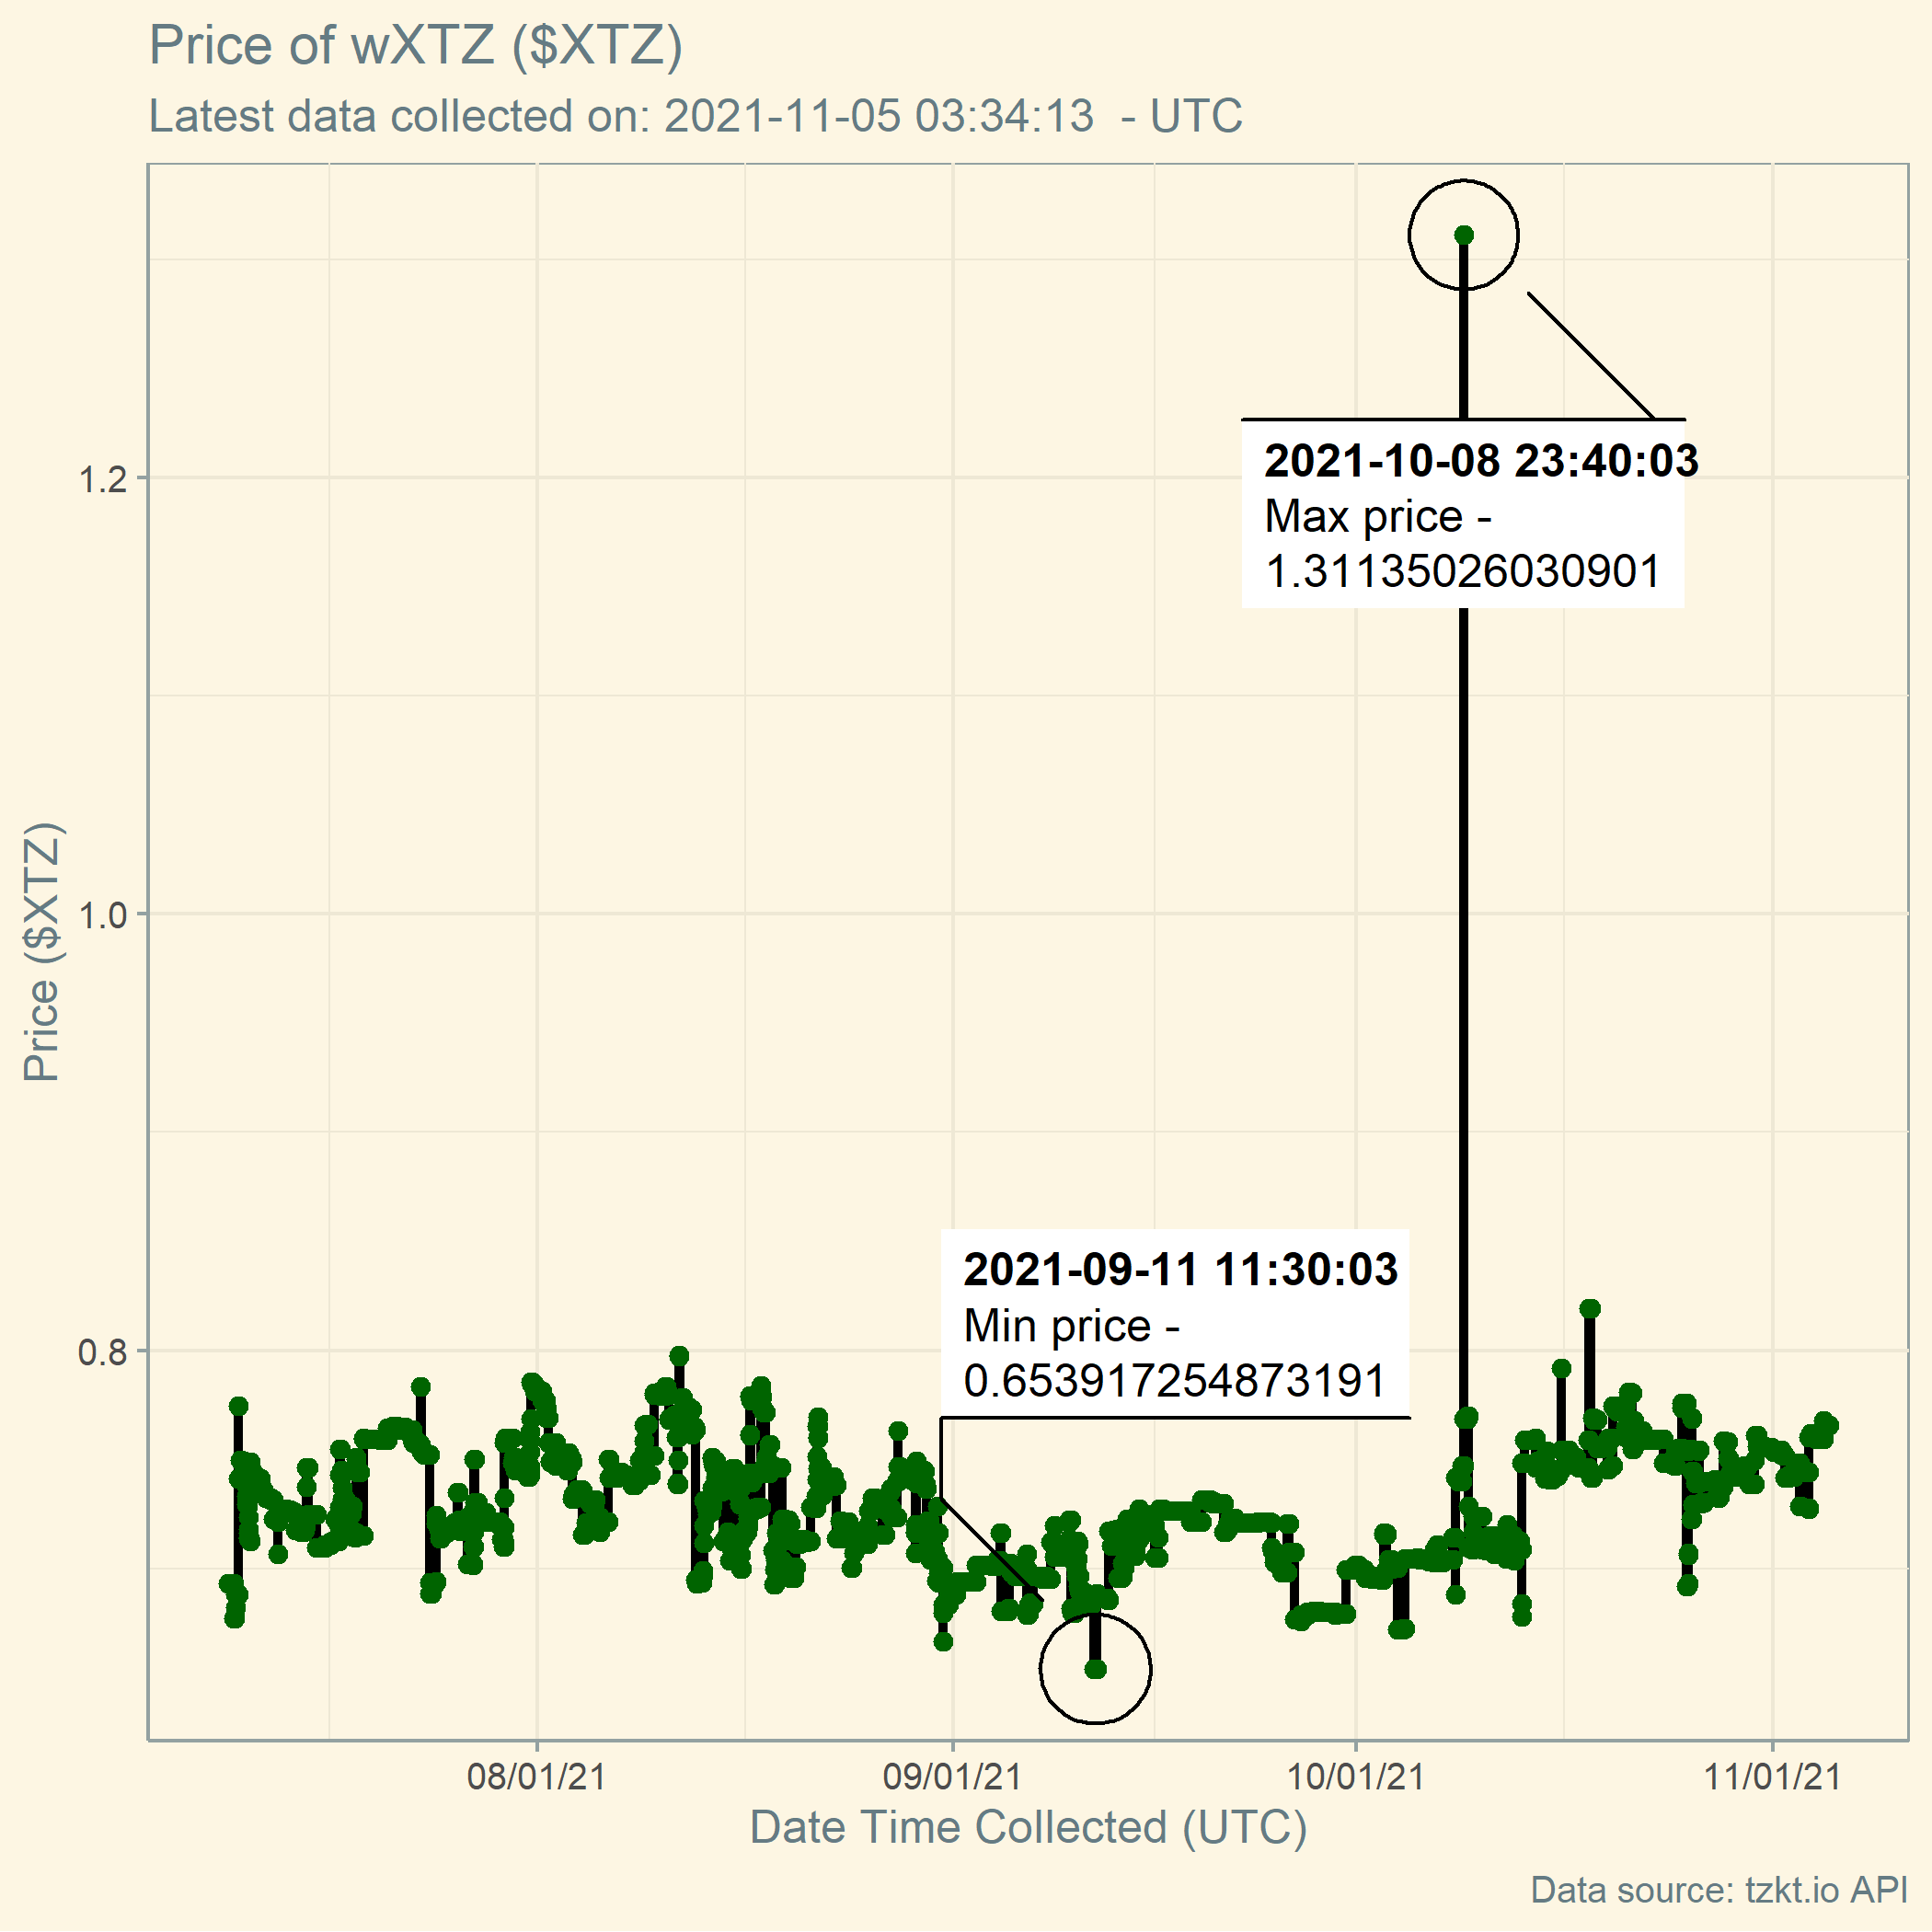 Price of wXTZ ($XTZ)
Latest data collected on: 2021-11-05 03:34:13  - UTC
2021-10-08 23:40:03
Max price -
1.31135026030901
1.2
1.0
Price ($XTZ)
2021-09-11 11:30:03
Min price -
0.653917254873191
0.8
08/01/21
09/01/21
10/01/21
11/01/21
Date Time Collected (UTC)
Data source: tzkt.io API